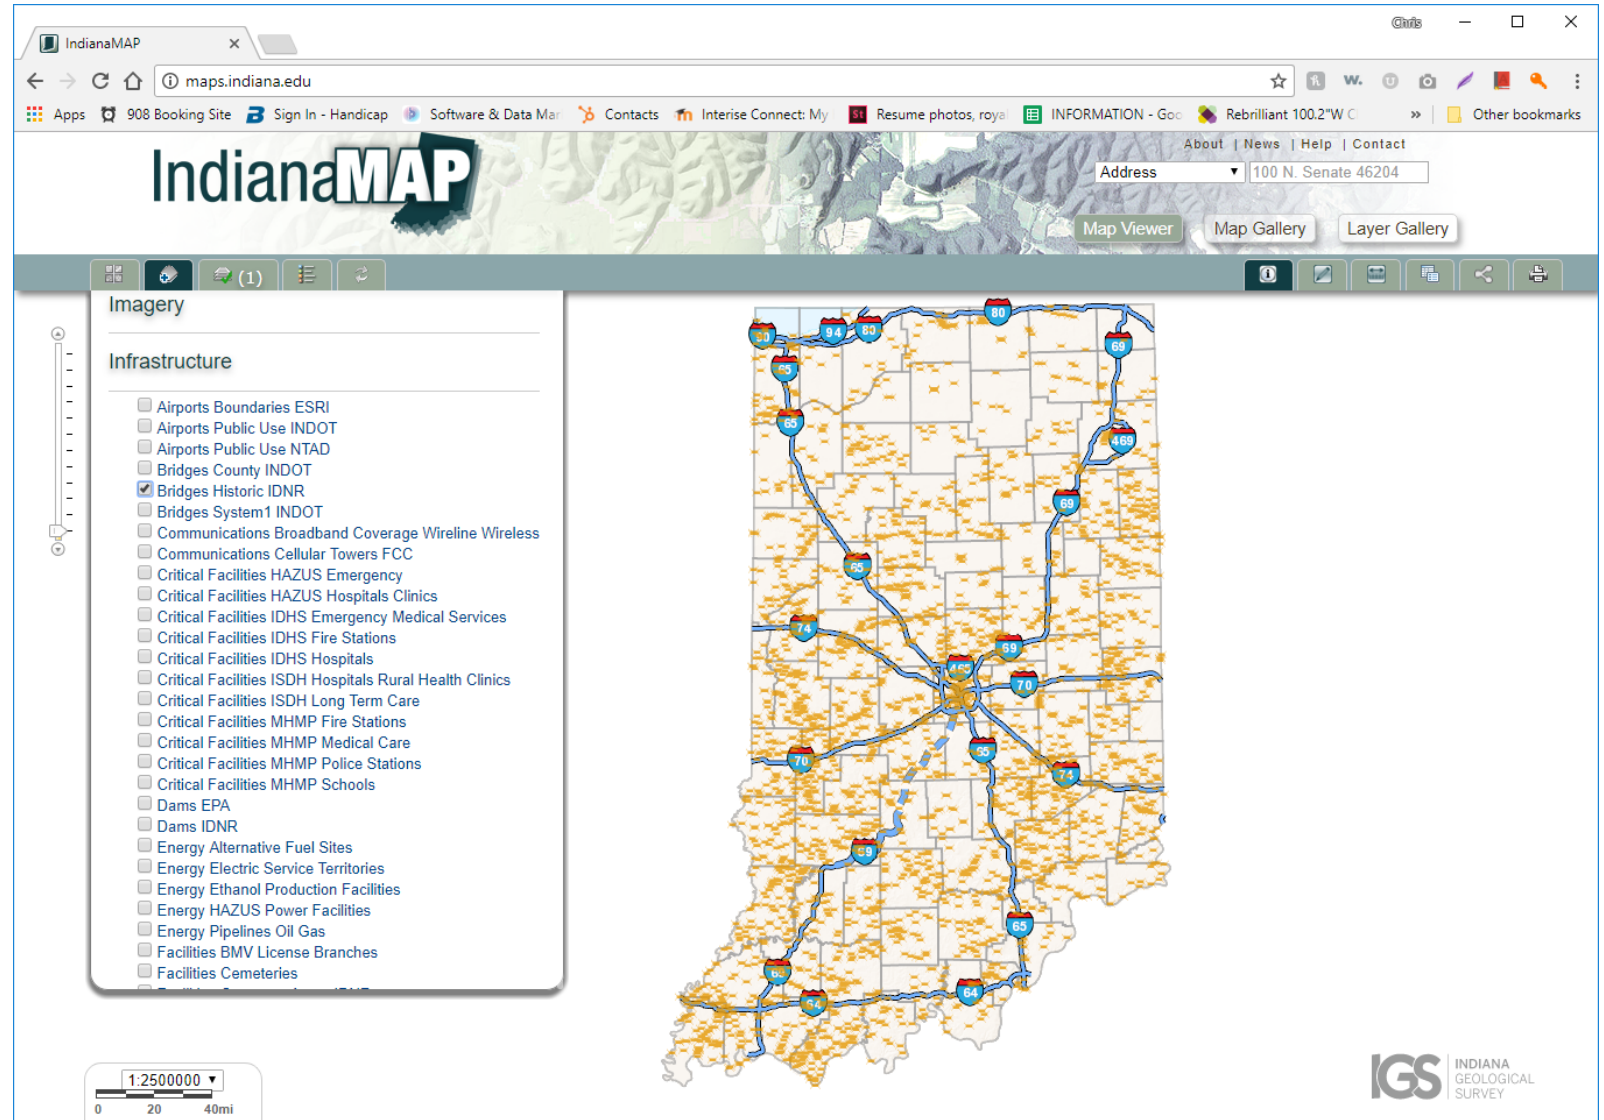 Chris
IndianaMAP
maps.indiana.edu
Apps 908 Booking Site Sign In - Handicap Software & Data Mar Contacts Interise Connect: My Resume photos, royal INFORMATION - Goo Rebrilliant 100.2"W C » Other bookmarks
IndianaMAP
About | News | Help | Contact
Address 100 N. Senate 46204
Map Viewer Map Gallery Layer Gallery
(1)
Imagery
Infrastructure
Airports Boundaries ESRI
Airports Public Use INDOT
Airports Public Use NTAD
Bridges County INDOT
Bridges Historic IDNR
Bridges System1 INDOT
Communications Broadband Coverage Wireline Wireless
Communications Cellular Towers FCC
Critical Facilities HAZUS Emergency
Critical Facilities HAZUS Hospitals Clinics
Critical Facilities IDHS Emergency Medical Services
Critical Facilities IDHS Fire Stations
Critical Facilities IDHS Hospitals
Critical Facilities ISDH Hospitals Rural Health Clinics
Critical Facilities ISDH Long Term Care
Critical Facilities MHMP Fire Stations
Critical Facilities MHMP Medical Care
Critical Facilities MHMP Police Stations
Critical Facilities MHMP Schools
Dams EPA
Dams IDNR
Energy Alternative Fuel Sites
Energy Electric Service Territories
Energy Ethanol Production Facilities
Energy HAZUS Power Facilities
Energy Pipelines Oil Gas
Facilities BMV License Branches
Facilities Cemeteries
80
94 80
69
65
65
469
69
65
74
69
70
65
70
74
69
65
64
64
1:2500000
0 20 40mi
IGS
INDIANA
GEOLOGICAL
SURVEY